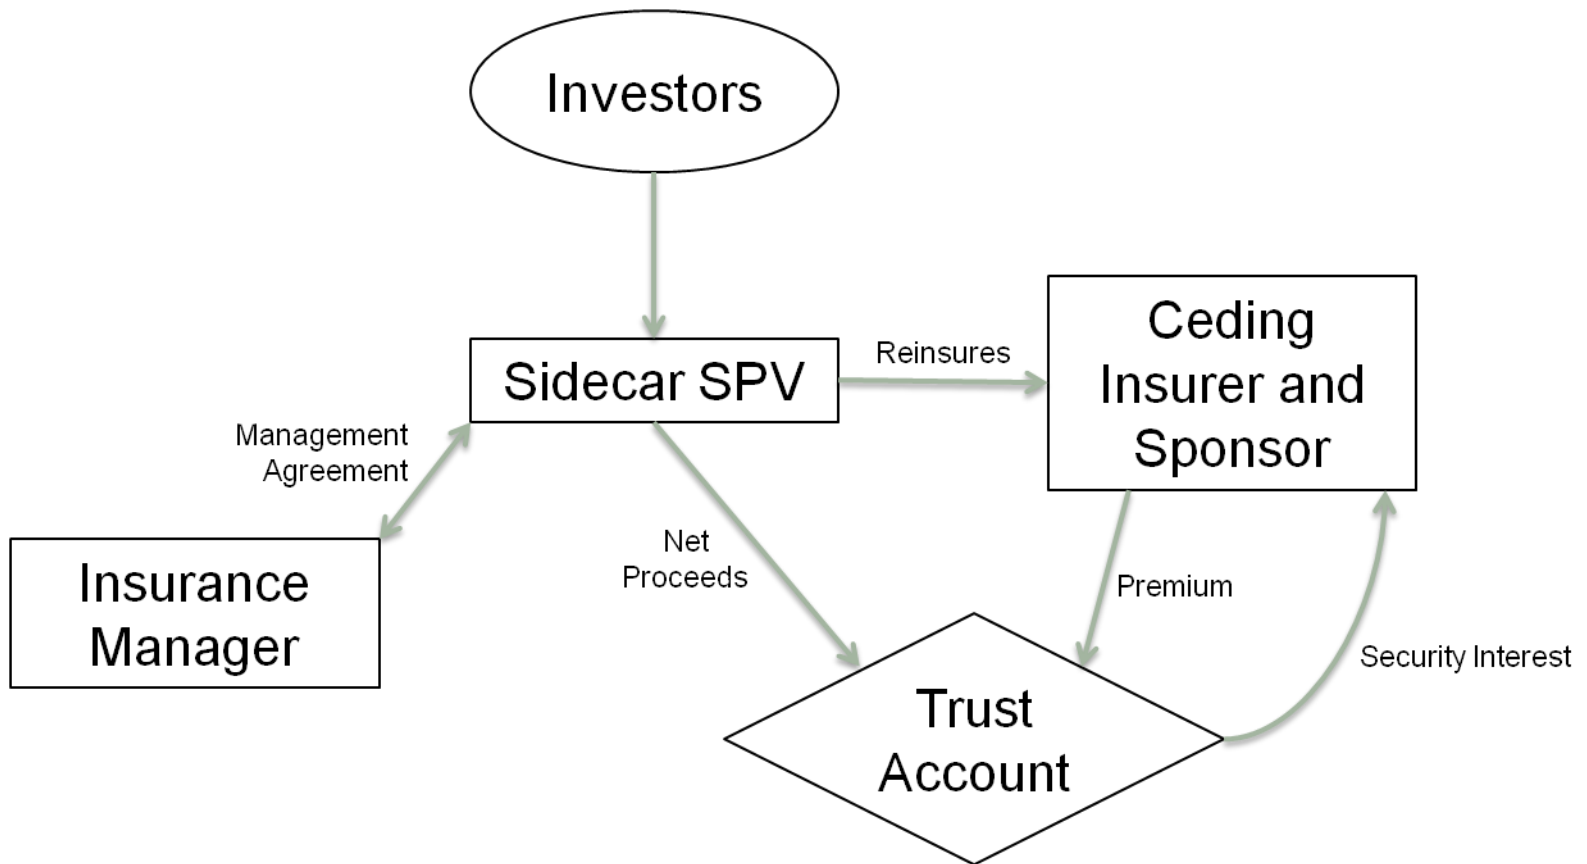 Investors
Reinsures
Ceding
Insurer and
Sponsor
Sidecar SPV
Management
Agreement
Net
Proceeds
Premium
Insurance
Manager
Security Interest
Trust
Account